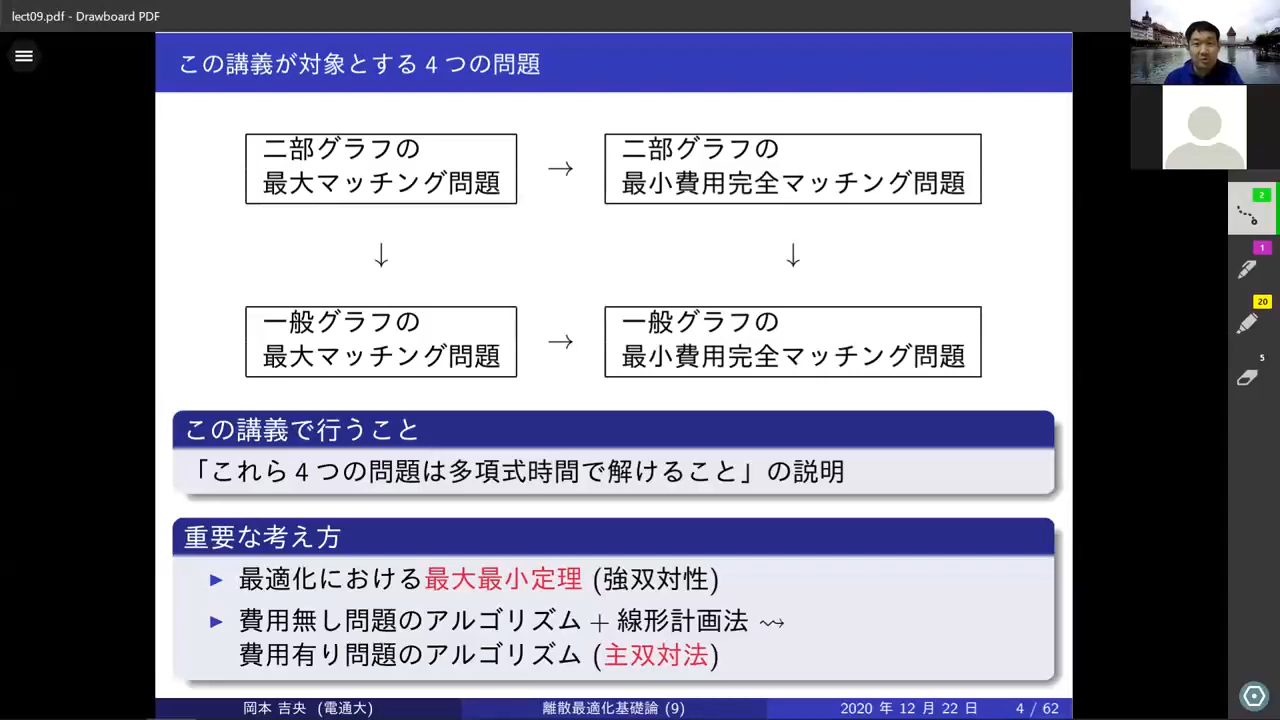 lect09.pdf - Drawboard PDF
この講義が対象とする 4 つの問題
二部グラフの
最大マッチング問題
→
二部グラフの
最小費用完全マッチング問題
↓
↓
一般グラフの
最大マッチング問題
→
一般グラフの
最小費用完全マッチング問題
この講義で行うこと
「これら 4 つの問題は多項式時間で解けること」の説明
重要な考え方
▶ 最適化における最大最小定理 (強双対性)
▶ 費用無し問題のアルゴリズム + 線形計画法 ⇝
費用有り問題のアルゴリズム (主双対法)
岡本 吉央 (電通大)
離散最適化基礎論 (9)
2020 年 12 月 22 日
4 / 62
2
1
20
5